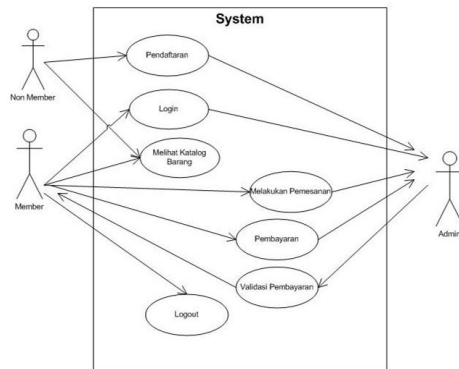 System
Pendaftaran
Non Member
Login
Melihat Katalog
Barang
Member
Melakukan Pemesanan
Admin
Pembayaran
Validasi Pembayaran
Logout